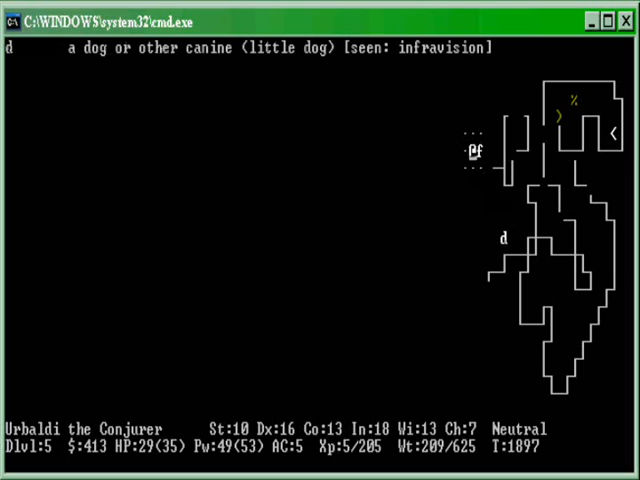 C:\WINDOWS\system32\cmd.exe
d a dog or other canine (little dog) [seen: infravision]
%
)
<
@f
d
Urbaldi the Conjurer St:10 Dx:16 Co:13 In:18 Wi:13 Ch:7 Neutral
Dlvl:5 $:413 HP:29(35) Pw:49(53) AC:5 Xp:5/205 Wt:209/625 T:1897